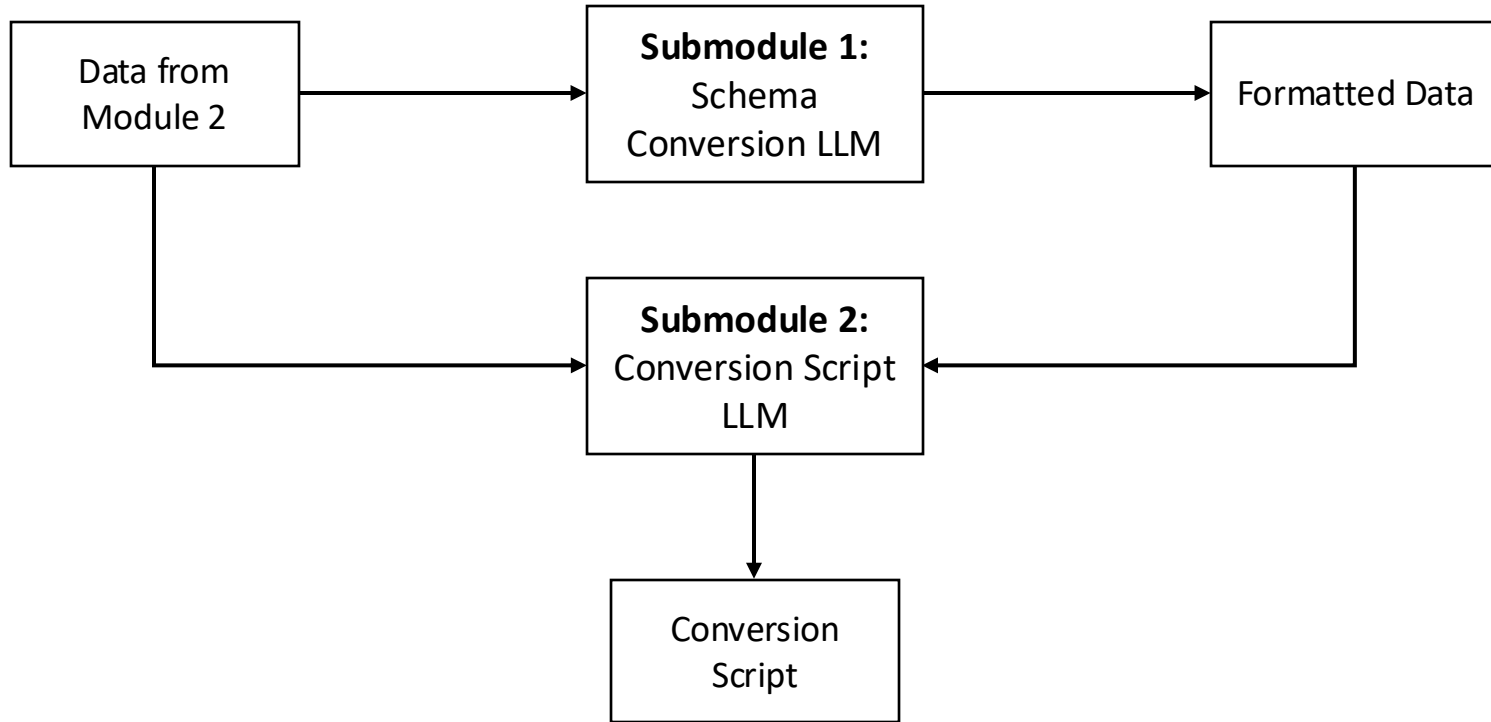 Data from
Module 2
Submodule 1:
Schema
Conversion LLM
Formatted Data
Submodule 2:
Conversion Script
LLM
Conversion
Script